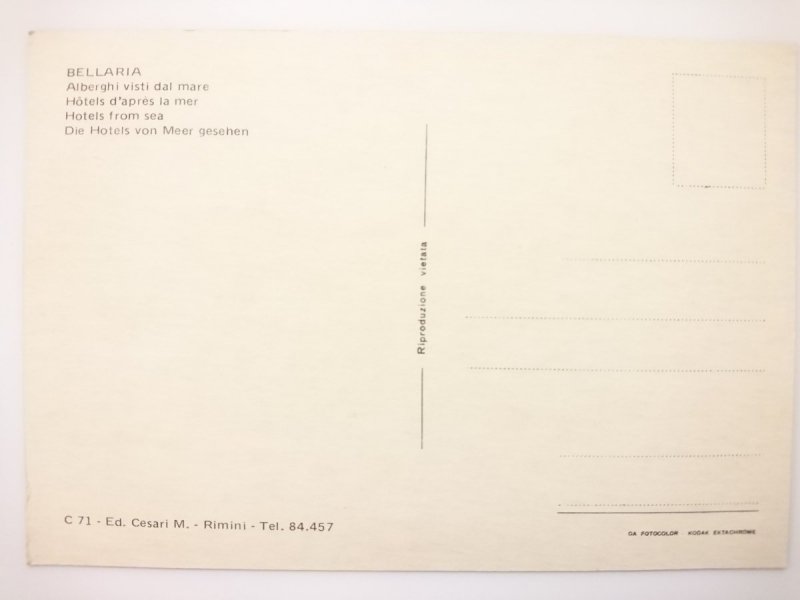 BELLARIA
Alberghi visti dal mare
Hôtels d'après la mer
Hotels from sea
Die Hotels von Meer gesehen
Riproduzione vietata
C 71 - Ed. Cesari M. - Rimini - Tel. 84.457
GA FOTOCOLOR KODAK EKTACHROME